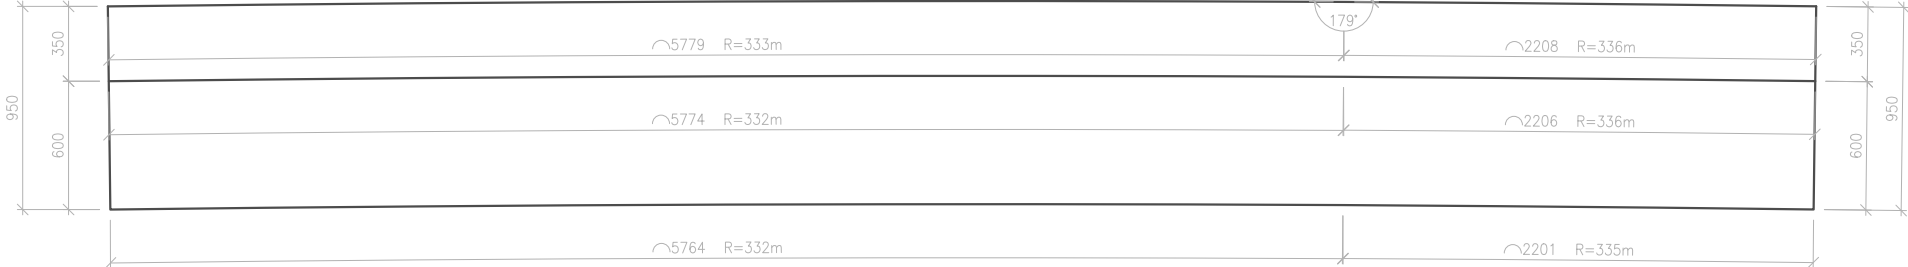 179°
350
⌒5779 R=333m
⌒2208 R=336m
350
950
600
⌒5774 R=332m
⌒2206 R=336m
950
600
⌒5764 R=332m
⌒2201 R=335m